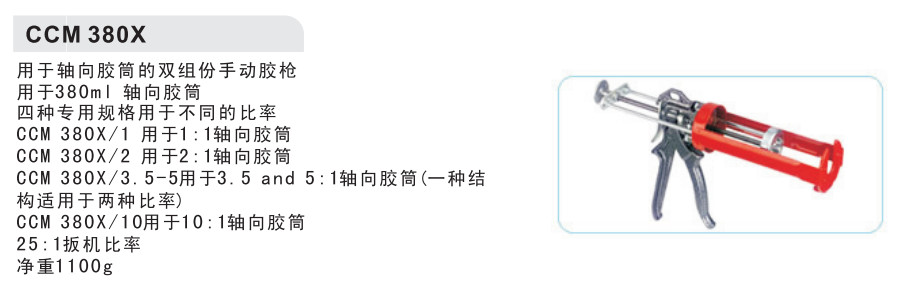 CCM 380X
用于轴向胶筒的双组份手动胶枪
用于380ml 轴向胶筒
四种专用规格用于不同的比率
CCM 380X/1 用于1:1轴向胶筒
CCM 380X/2 用于2:1轴向胶筒
CCM 380X/3.5-5用于3.5 and 5:1轴向胶筒(一种结
构适用于两种比率)
CCM 380X/10用于10:1轴向胶筒
25:1扳机比率
净重1100g